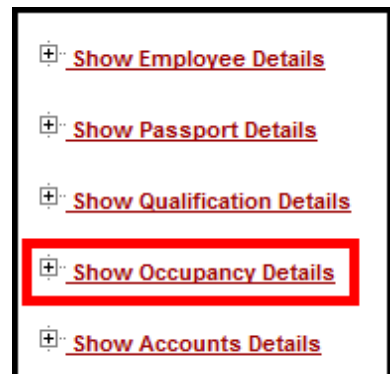 Show Employee Details
Show Passport Details
Show Qualification Details
Show Occupancy Details
Show Accounts Details